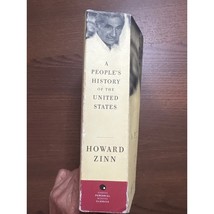 A
PEOPLE'S
HISTORY
OF THE
UNITED
STATES
HOWARD
ZINN